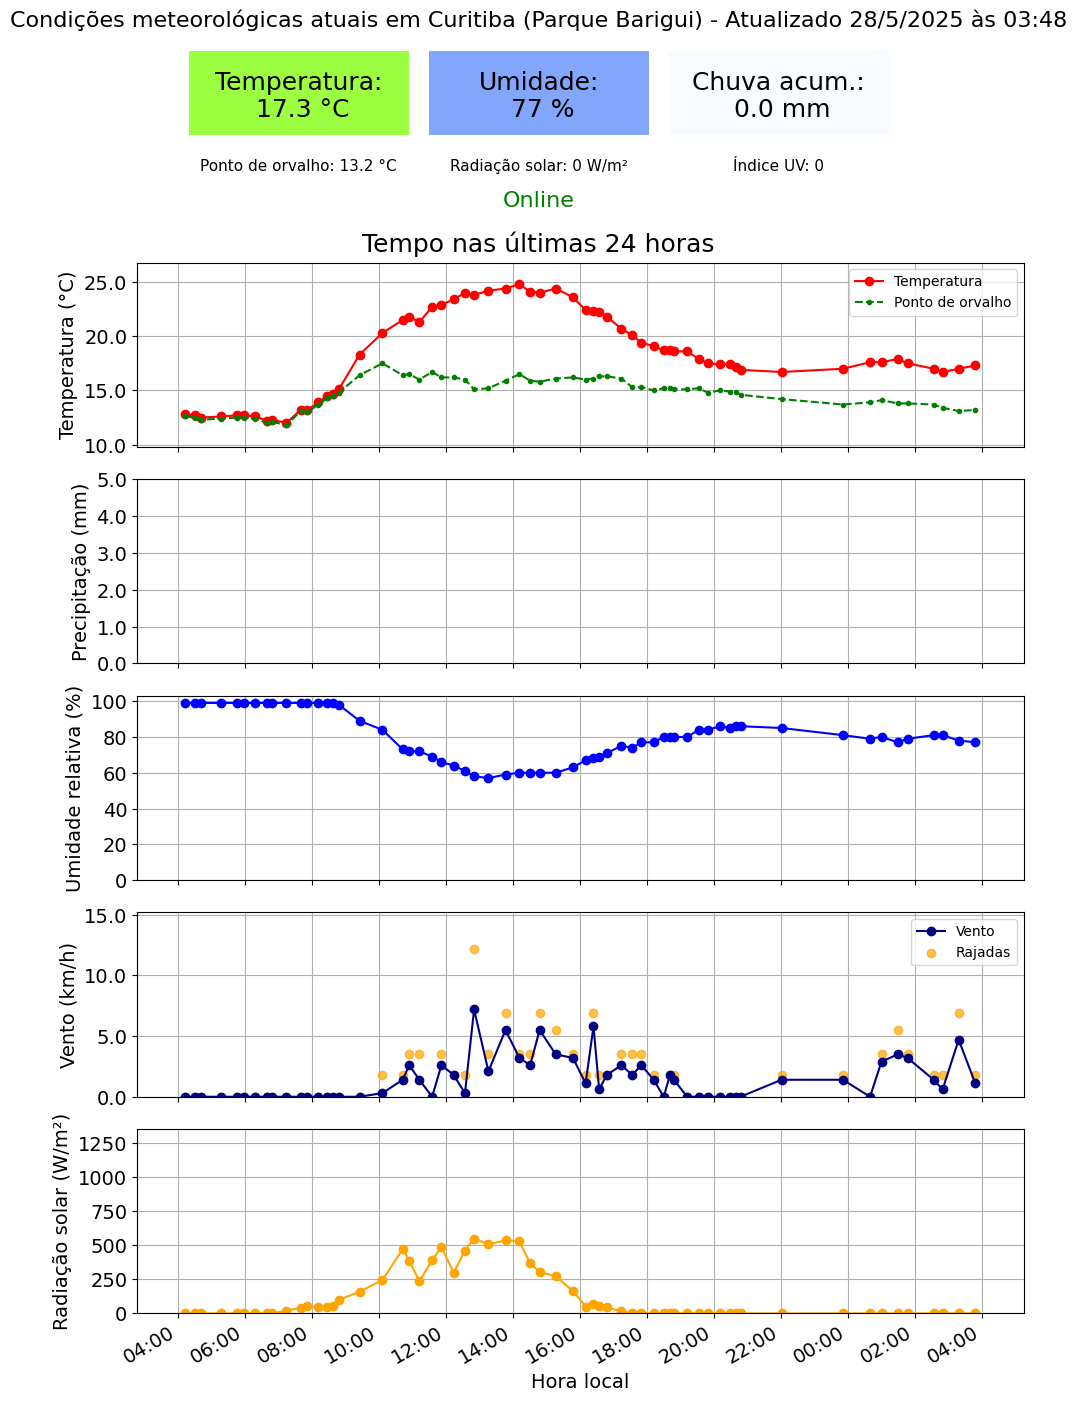 Condições meteorológicas atuais em Curitiba (Parque Barigui) - Atualizado 28/5/2025 às 03:48
Temperatura:
17.3 °C
Umidade:
77 %
Chuva acum.:
0.0 mm
Ponto de orvalho: 13.2 °C
Radiação solar: 0 W/m²
Índice UV: 0
Online
Tempo nas últimas 24 horas
Temperatura (°C)
25.0
20.0
15.0
10.0
Temperatura
Ponto de orvalho
Precipitação (mm)
5.0
4.0
3.0
2.0
1.0
0.0
Umidade relativa (%)
100
80
60
40
20
0
Vento (km/h)
15.0
10.0
5.0
0.0
Vento
Rajadas
Radiação solar (W/m²)
1250
1000
750
500
250
0
04:00
06:00
08:00
10:00
12:00
14:00
16:00
18:00
20:00
22:00
00:00
02:00
04:00
Hora local